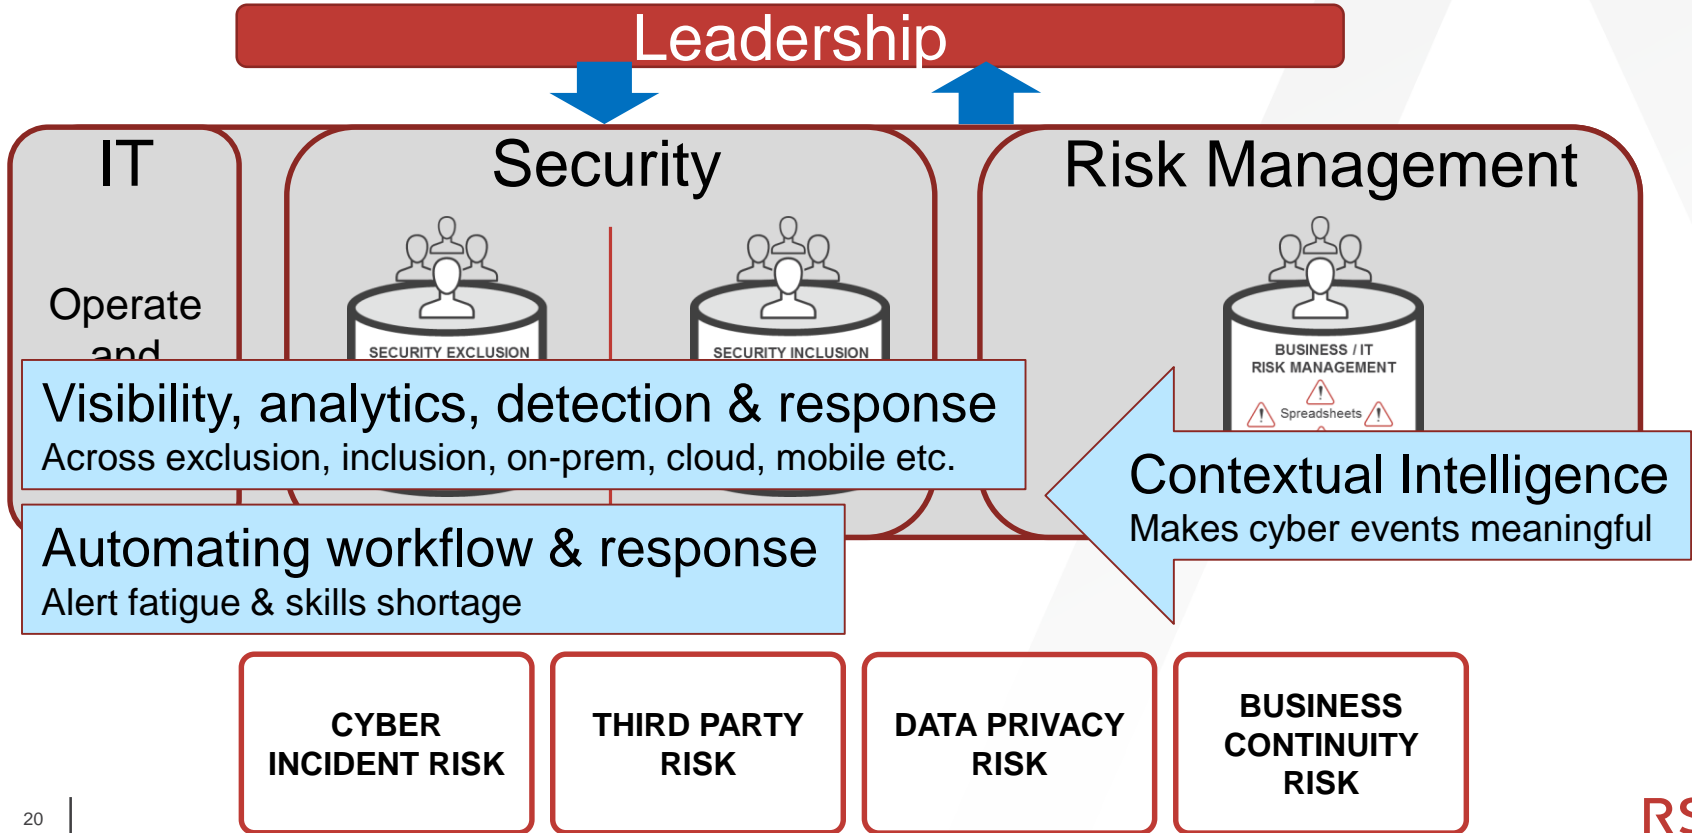 Leadership
IT
Security
Risk Management
Operate
and
SECURITY EXCLUSION
SECURITY INCLUSION
BUSINESS / IT
RISK MANAGEMENT
Spreadsheets
Visibility, analytics, detection & response
Across exclusion, inclusion, on-prem, cloud, mobile etc.
Contextual Intelligence
Makes cyber events meaningful
Automating workflow & response
Alert fatigue & skills shortage
CYBER
INCIDENT RISK
THIRD PARTY
RISK
DATA PRIVACY
RISK
BUSINESS
CONTINUITY
RISK
20